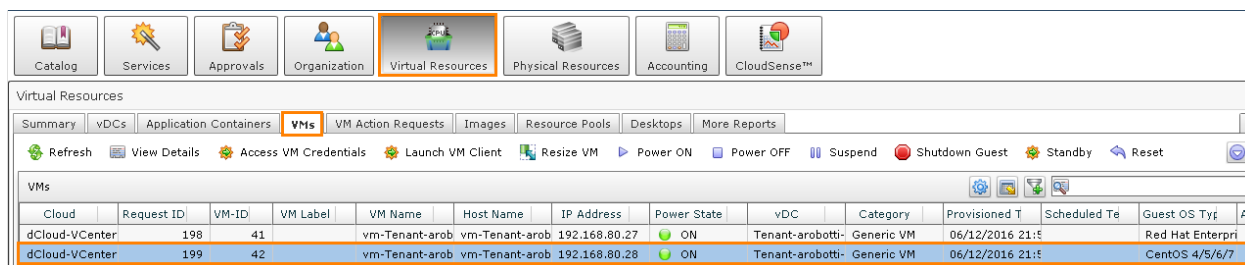 CPU
Catalog Services Approvals Organization Virtual Resources Physical Resources Accounting CloudSense™
Virtual Resources
Summary vDCs Application Containers VMs VM Action Requests Images Resource Pools Desktops More Reports
Refresh View Details Access VM Credentials Launch VM Client Resize VM Power ON Power OFF Suspend Shutdown Guest Standby Reset
VMs
Cloud Request ID VM-ID VM Label VM Name Host Name IP Address Power State vDC Category Provisioned T Scheduled Te Guest OS Typ A
dCloud-VCenter 198 41 vm-Tenant-arob vm-Tenant-arob 192.168.80.27 ON Tenant-arobotti- Generic VM 06/12/2016 21:5 Red Hat Enterpri
dCloud-VCenter 199 42 vm-Tenant-arob vm-Tenant-arob 192.168.80.28 ON Tenant-arobotti- Generic VM 06/12/2016 21:5 CentOS 4/5/6/7